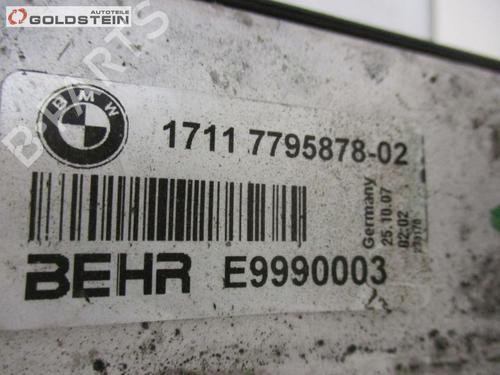 AUTOTEILE
GOLDSTEIN
BMW
1711 7795878-02
Germany
25.10.07
02:02
BEHR E9990003